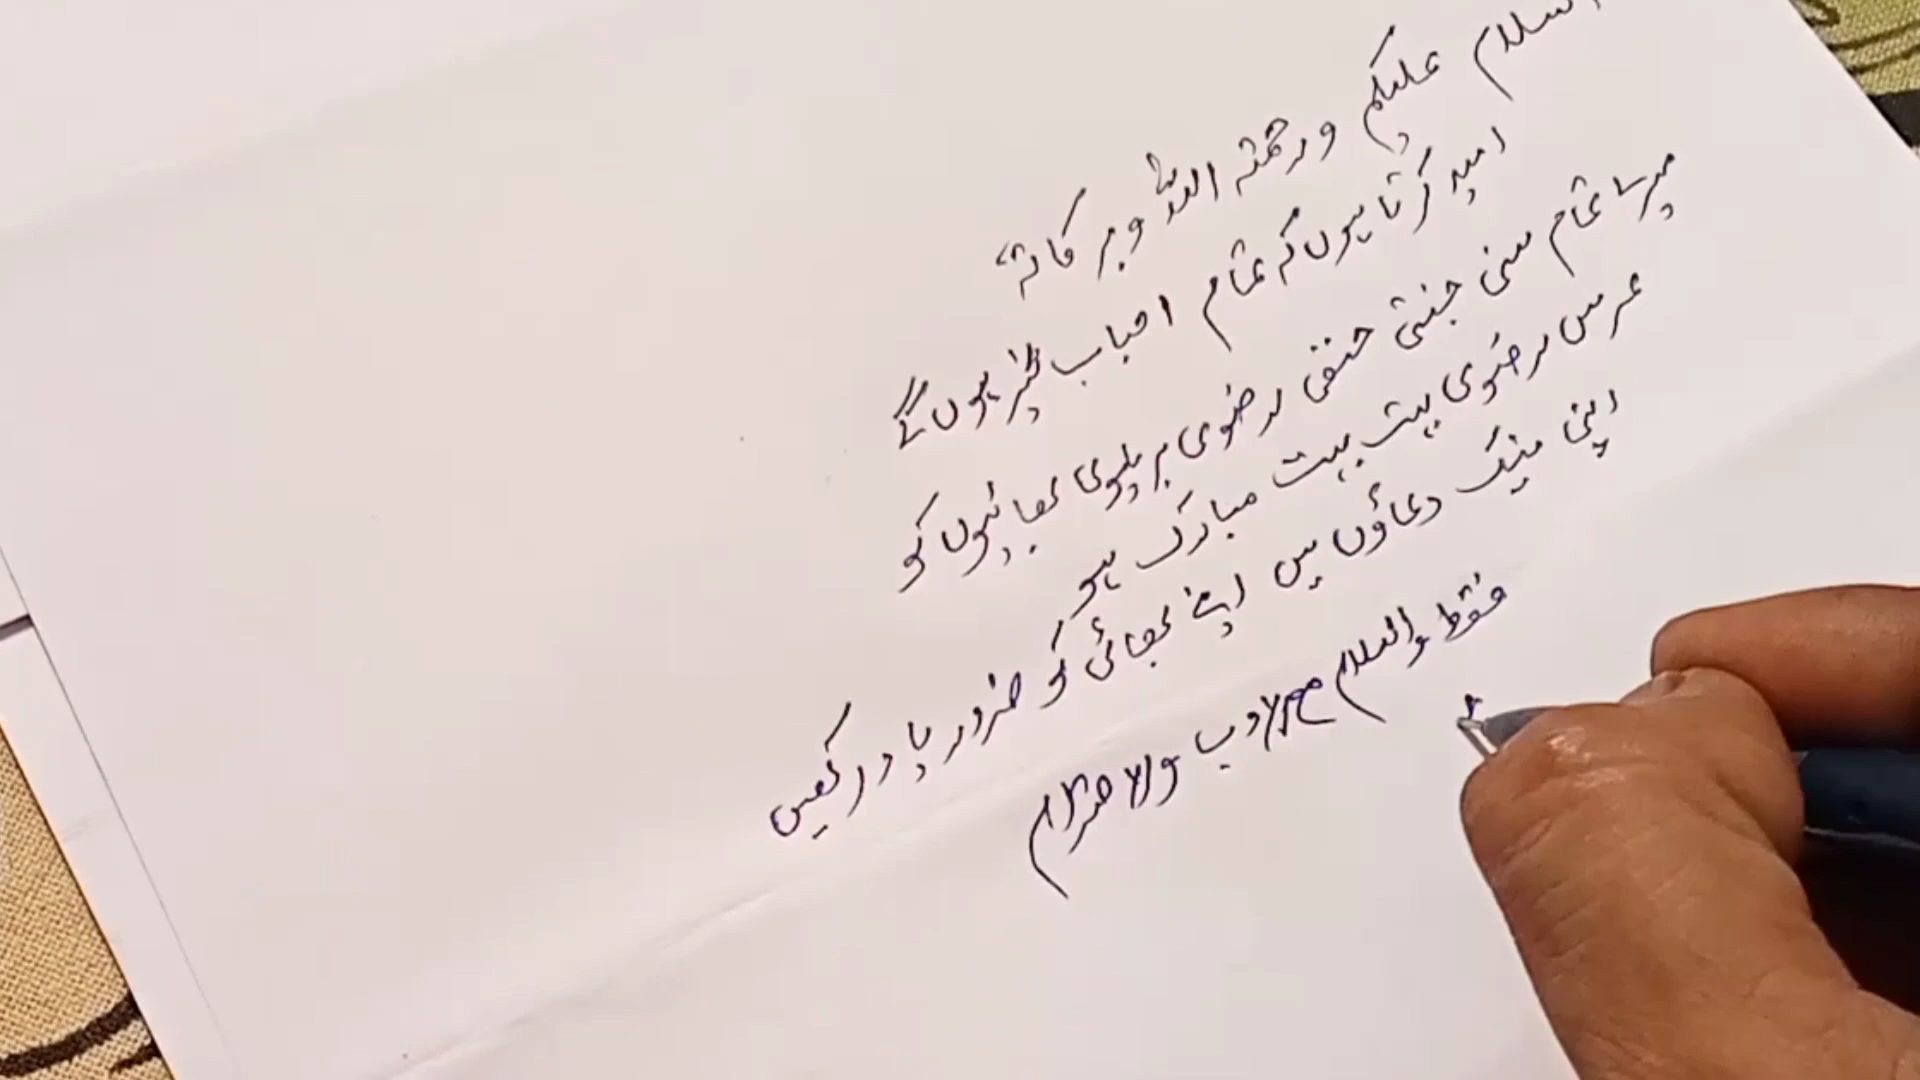 السلام علیکم ورحمتہ اللہ وبرکاتہ
امید کرتا ہوں کہ تمام احباب بخیر ہوں گے
میرے تمام سنی جنتی حنفی رضوی بریلوی بھائیوں کو
عرس رضوی بہت بہت مبارک ہو
اپنی نیک دعاؤں میں اپنے بھائی کو ضرور یاد رکھیں
فقط والسلام مع الادب والاحترام